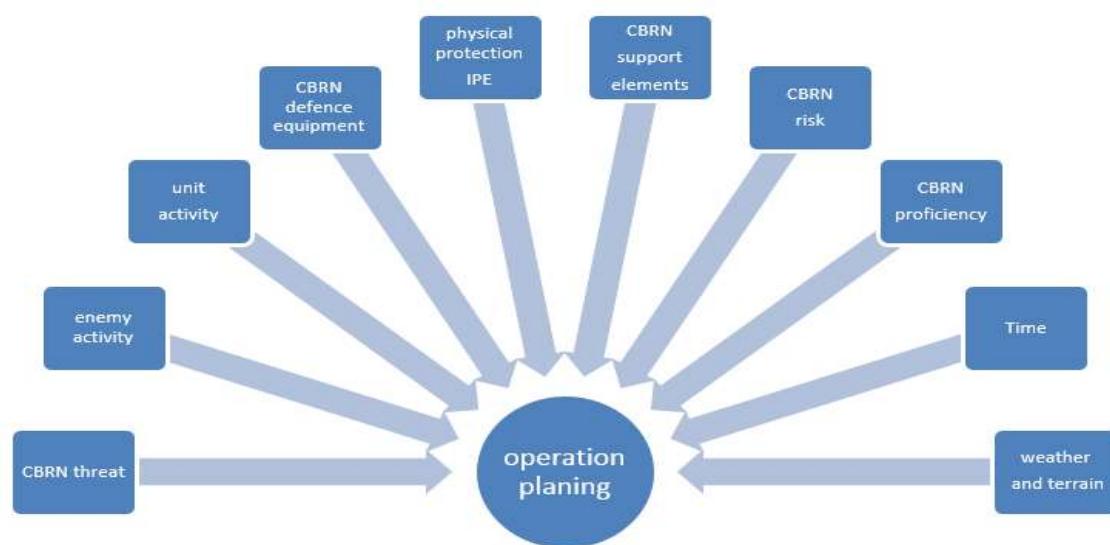 physical
protection
IPE
CBRN
support
elements
CBRN
defence
equipment
CBRN
risk
unit
activity
CBRN
proficiency
enemy
activity
Time
CBRN threat
operation
planing
weather
and terrain